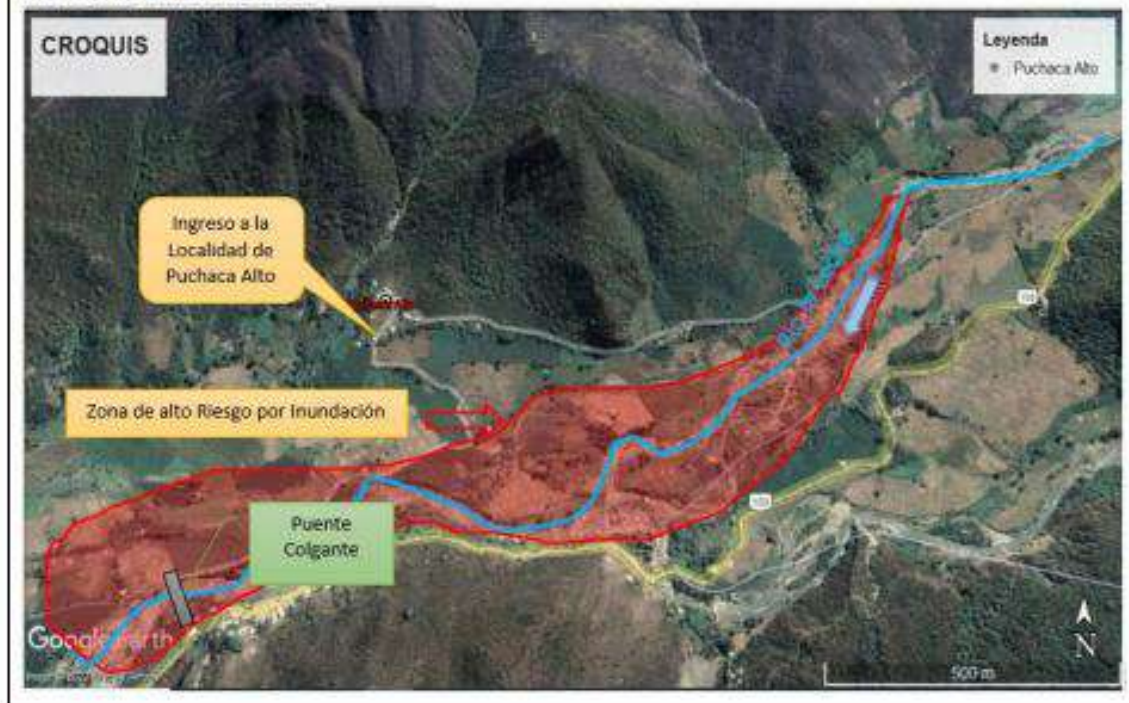 CROQUIS
Leyenda
Puchaca Alto
Ingreso a la
Localidad de
Puchaca Alto
Zona de alto Riesgo por Inundación
Puente
Colgante
Google Earth
500 m
N